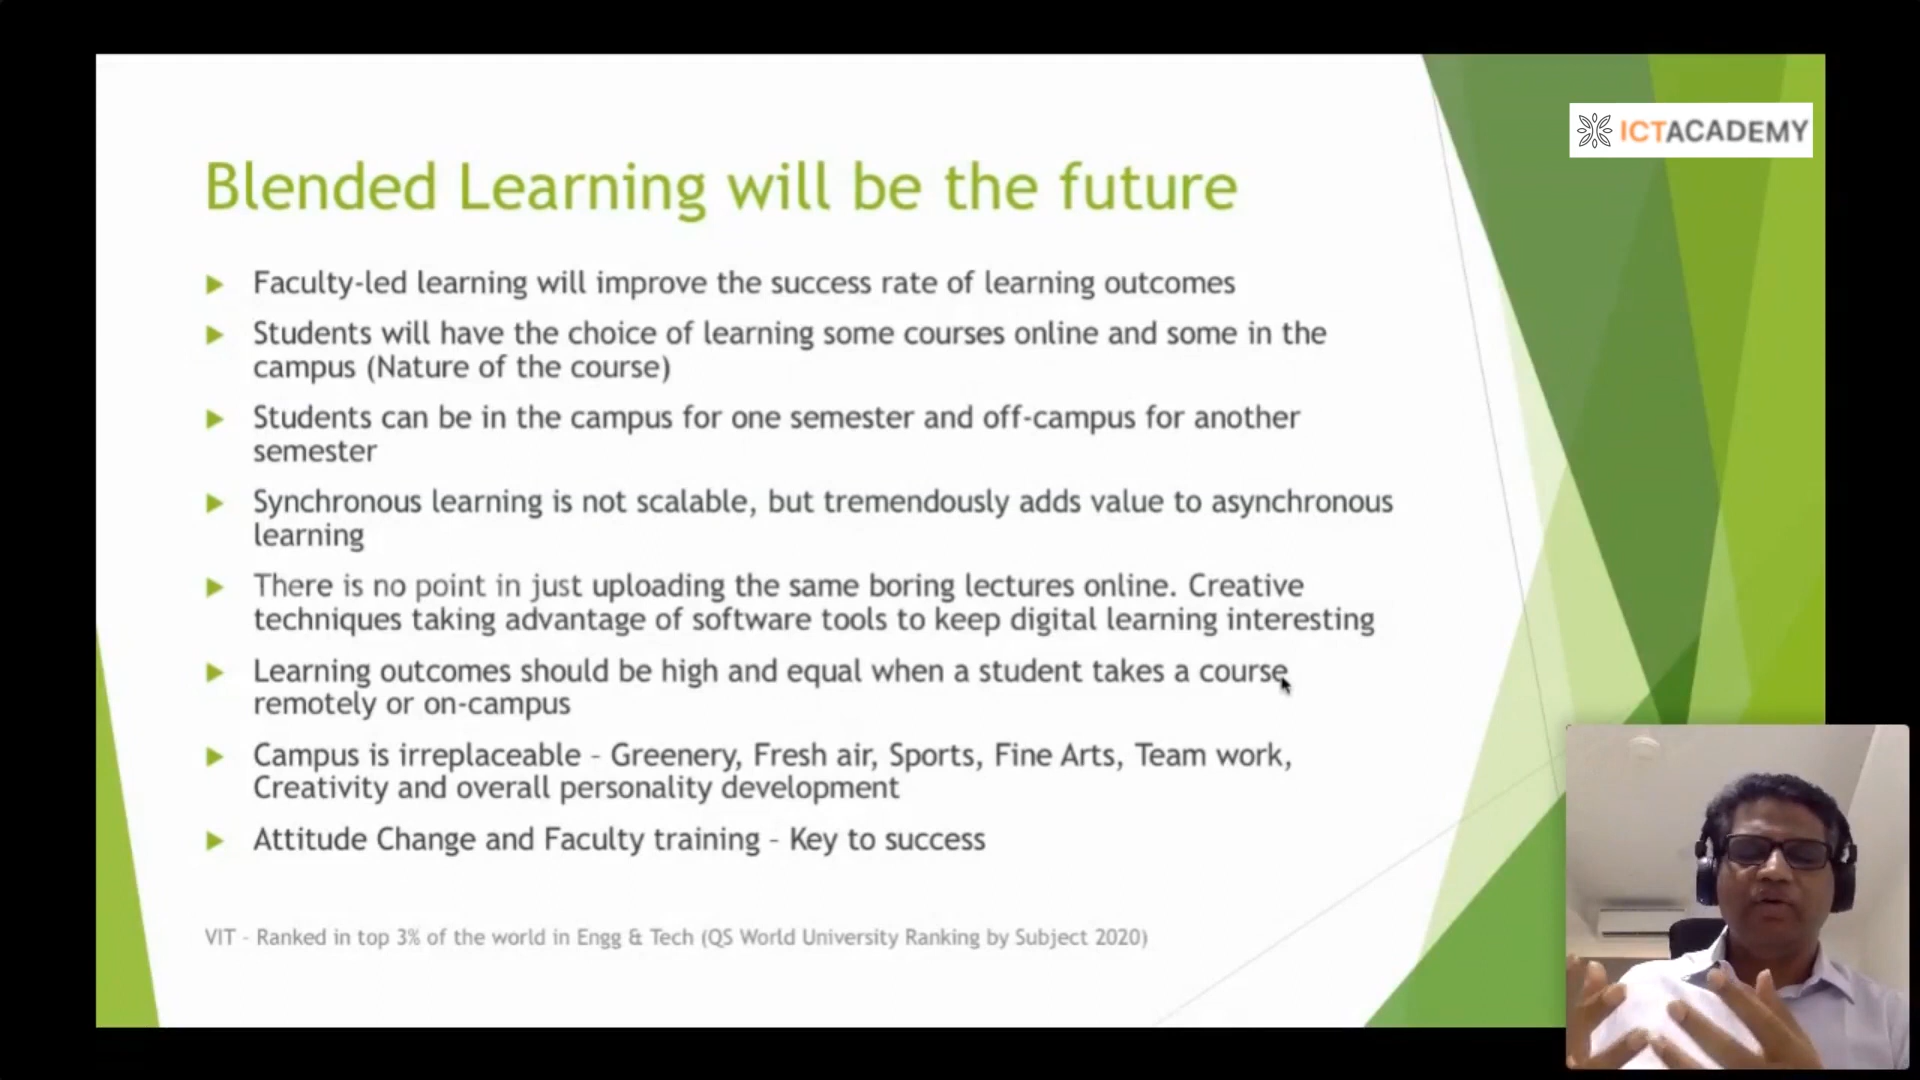 ICTACADEMY
Blended Learning will be the future
Faculty-led learning will improve the success rate of learning outcomes
Students will have the choice of learning some courses online and some in the
campus (Nature of the course)
Students can be in the campus for one semester and off-campus for another
semester
Synchronous learning is not scalable, but tremendously adds value to asynchronous
learning
There is no point in just uploading the same boring lectures online. Creative
techniques taking advantage of software tools to keep digital learning interesting
Learning outcomes should be high and equal when a student takes a course
remotely or on-campus
Campus is irreplaceable - Greenery, Fresh air, Sports, Fine Arts, Team work,
Creativity and overall personality development
Attitude Change and Faculty training - Key to success
VIT - Ranked in top 3% of the world in Engg & Tech (QS World University Ranking by Subject 2020)